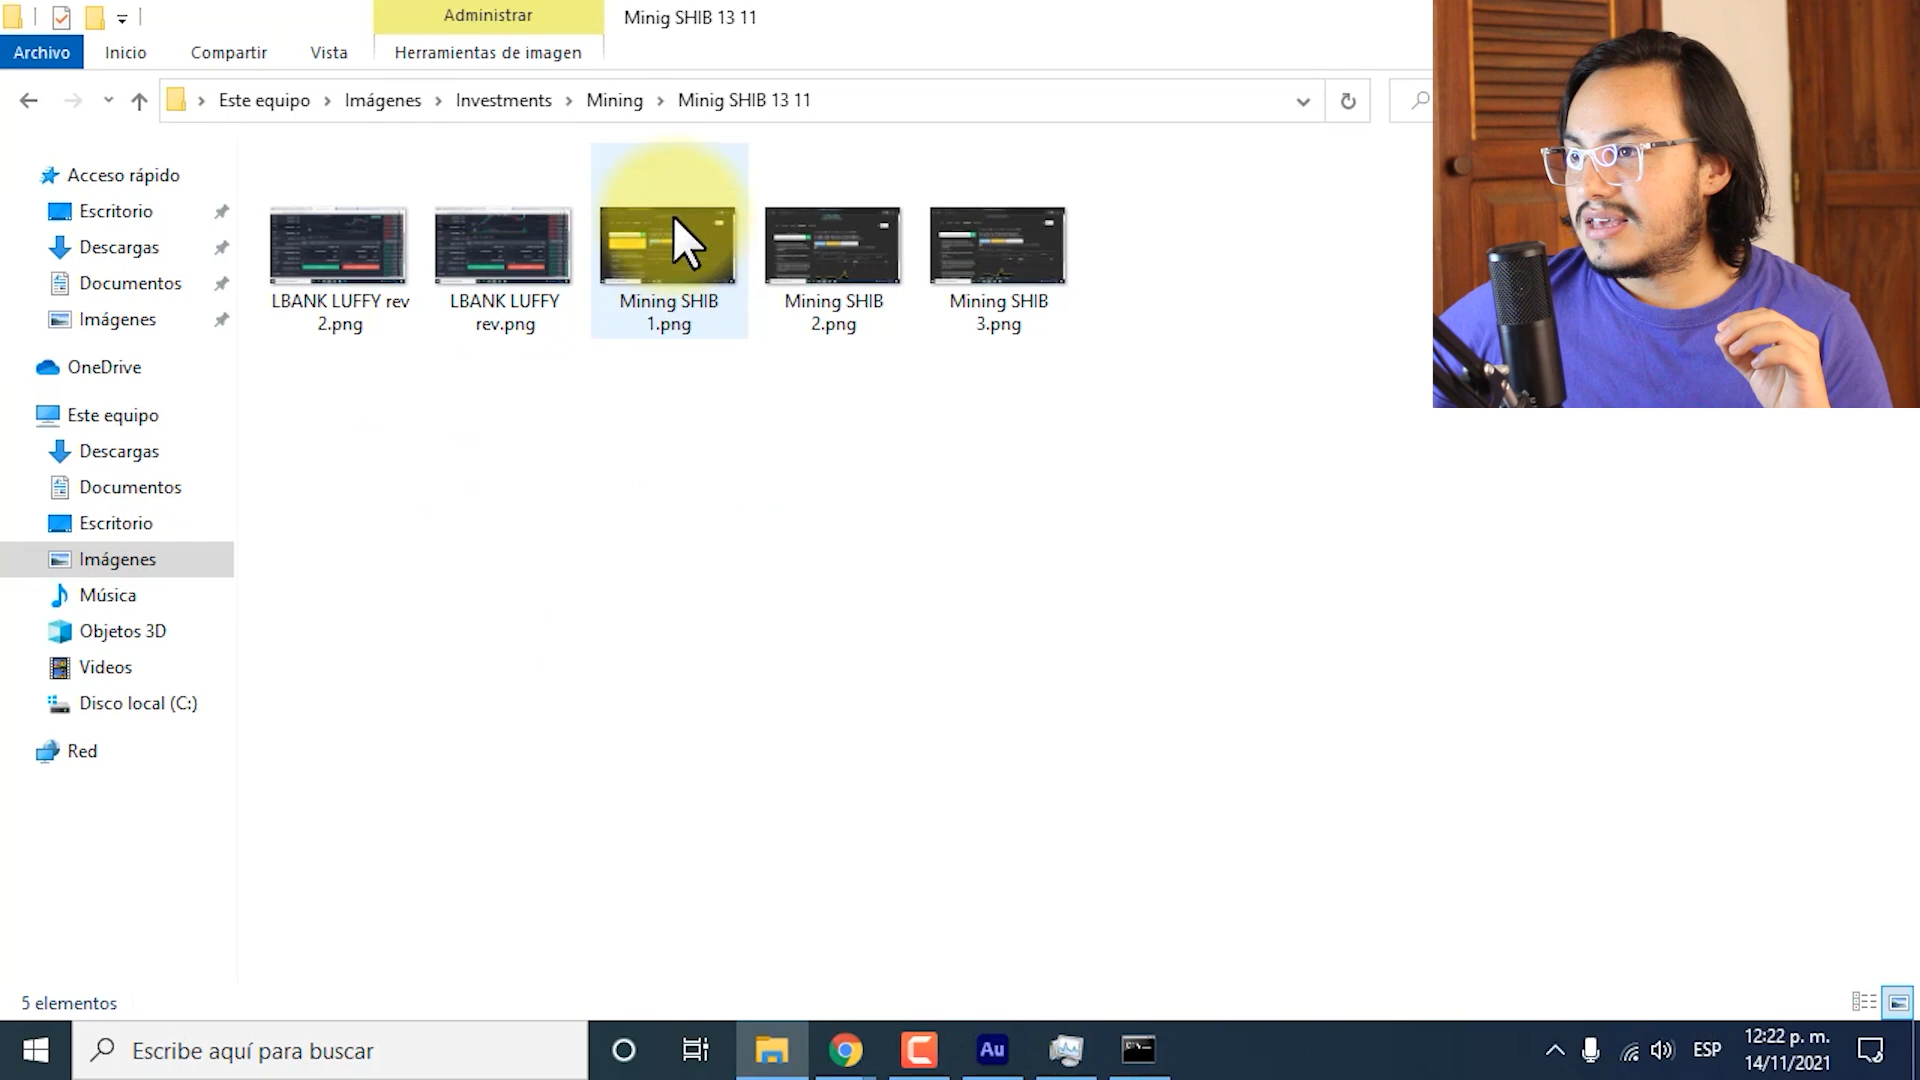 Administrar
Minig SHIB 13 11
Archivo
Inicio
Compartir
Vista
Herramientas de imagen
Este equipo > Imágenes > Investments > Mining > Minig SHIB 13 11
Acceso rápido
Escritorio
Descargas
Documentos
Imágenes
OneDrive
Este equipo
Descargas
Documentos
Escritorio
Imágenes
Música
Objetos 3D
Videos
Disco local (C:)
Red
LBANK LUFFY rev
2.png
LBANK LUFFY
rev.png
Mining SHIB
1.png
Mining SHIB
2.png
Mining SHIB
3.png
5 elementos
Escribe aquí para buscar
Au
ESP
12:22 p. m.
14/11/2021